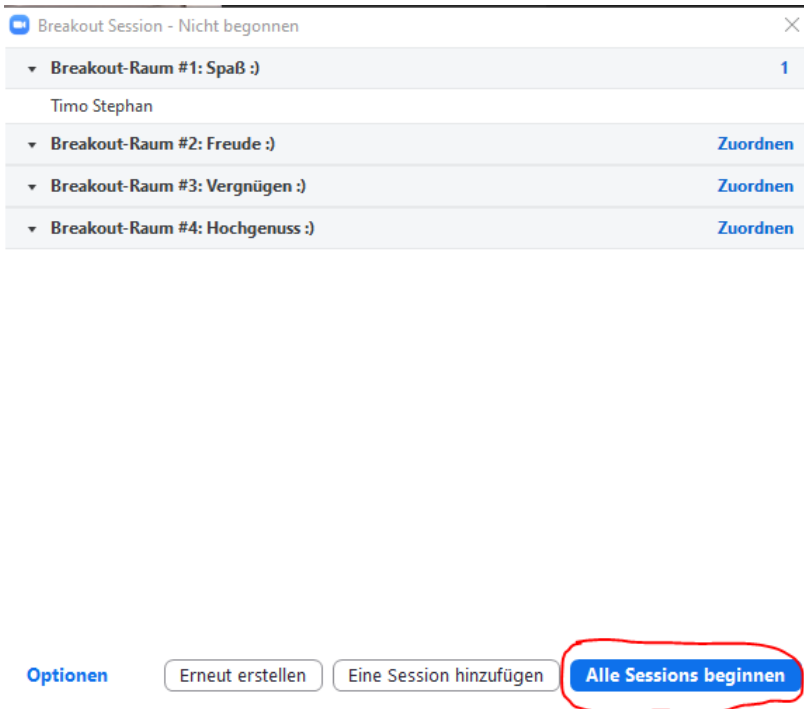 Breakout Session - Nicht begonnen
Breakout-Raum #1: Spaß :) 1
Timo Stephan
Breakout-Raum #2: Freude :) Zuordnen
Breakout-Raum #3: Vergnügen :) Zuordnen
Breakout-Raum #4: Hochgenuss :) Zuordnen
Optionen Erneut erstellen Eine Session hinzufügen Alle Sessions beginnen